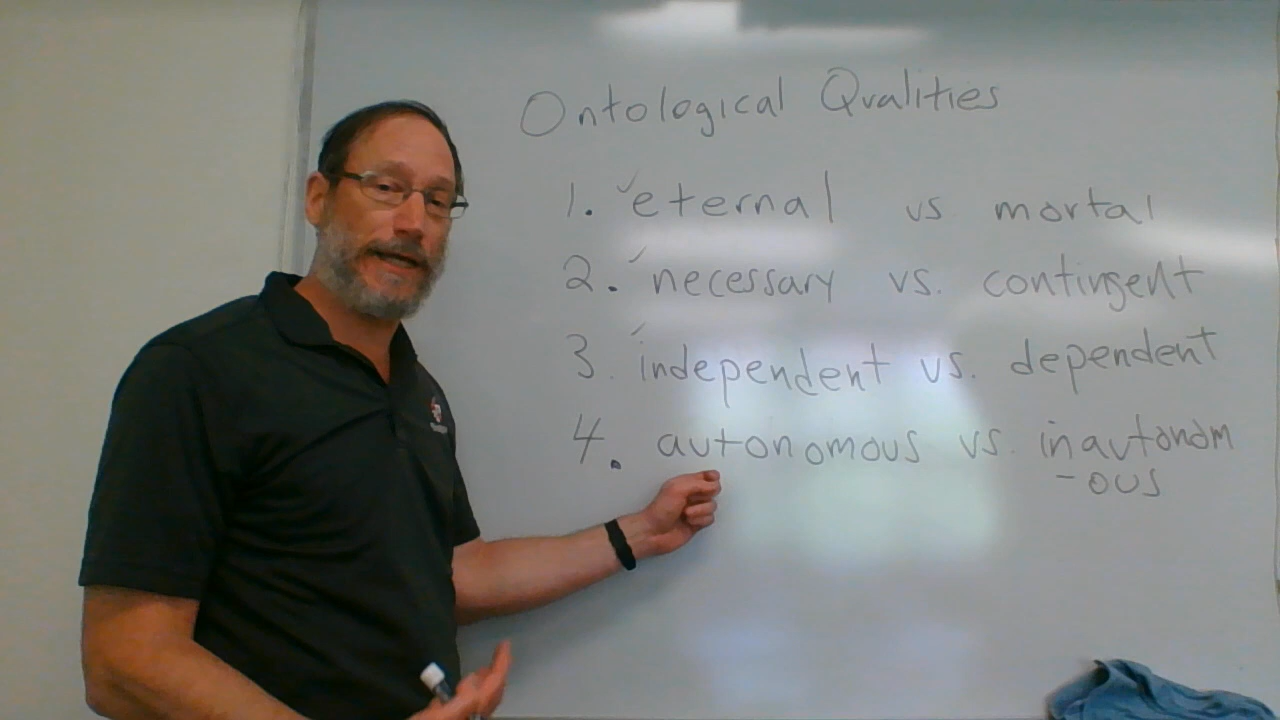 Ontological Qualities
1. eternal vs mortal
2. necessary vs. contingent
3. independent vs. dependent
4. autonomous vs. inautonom
-ous